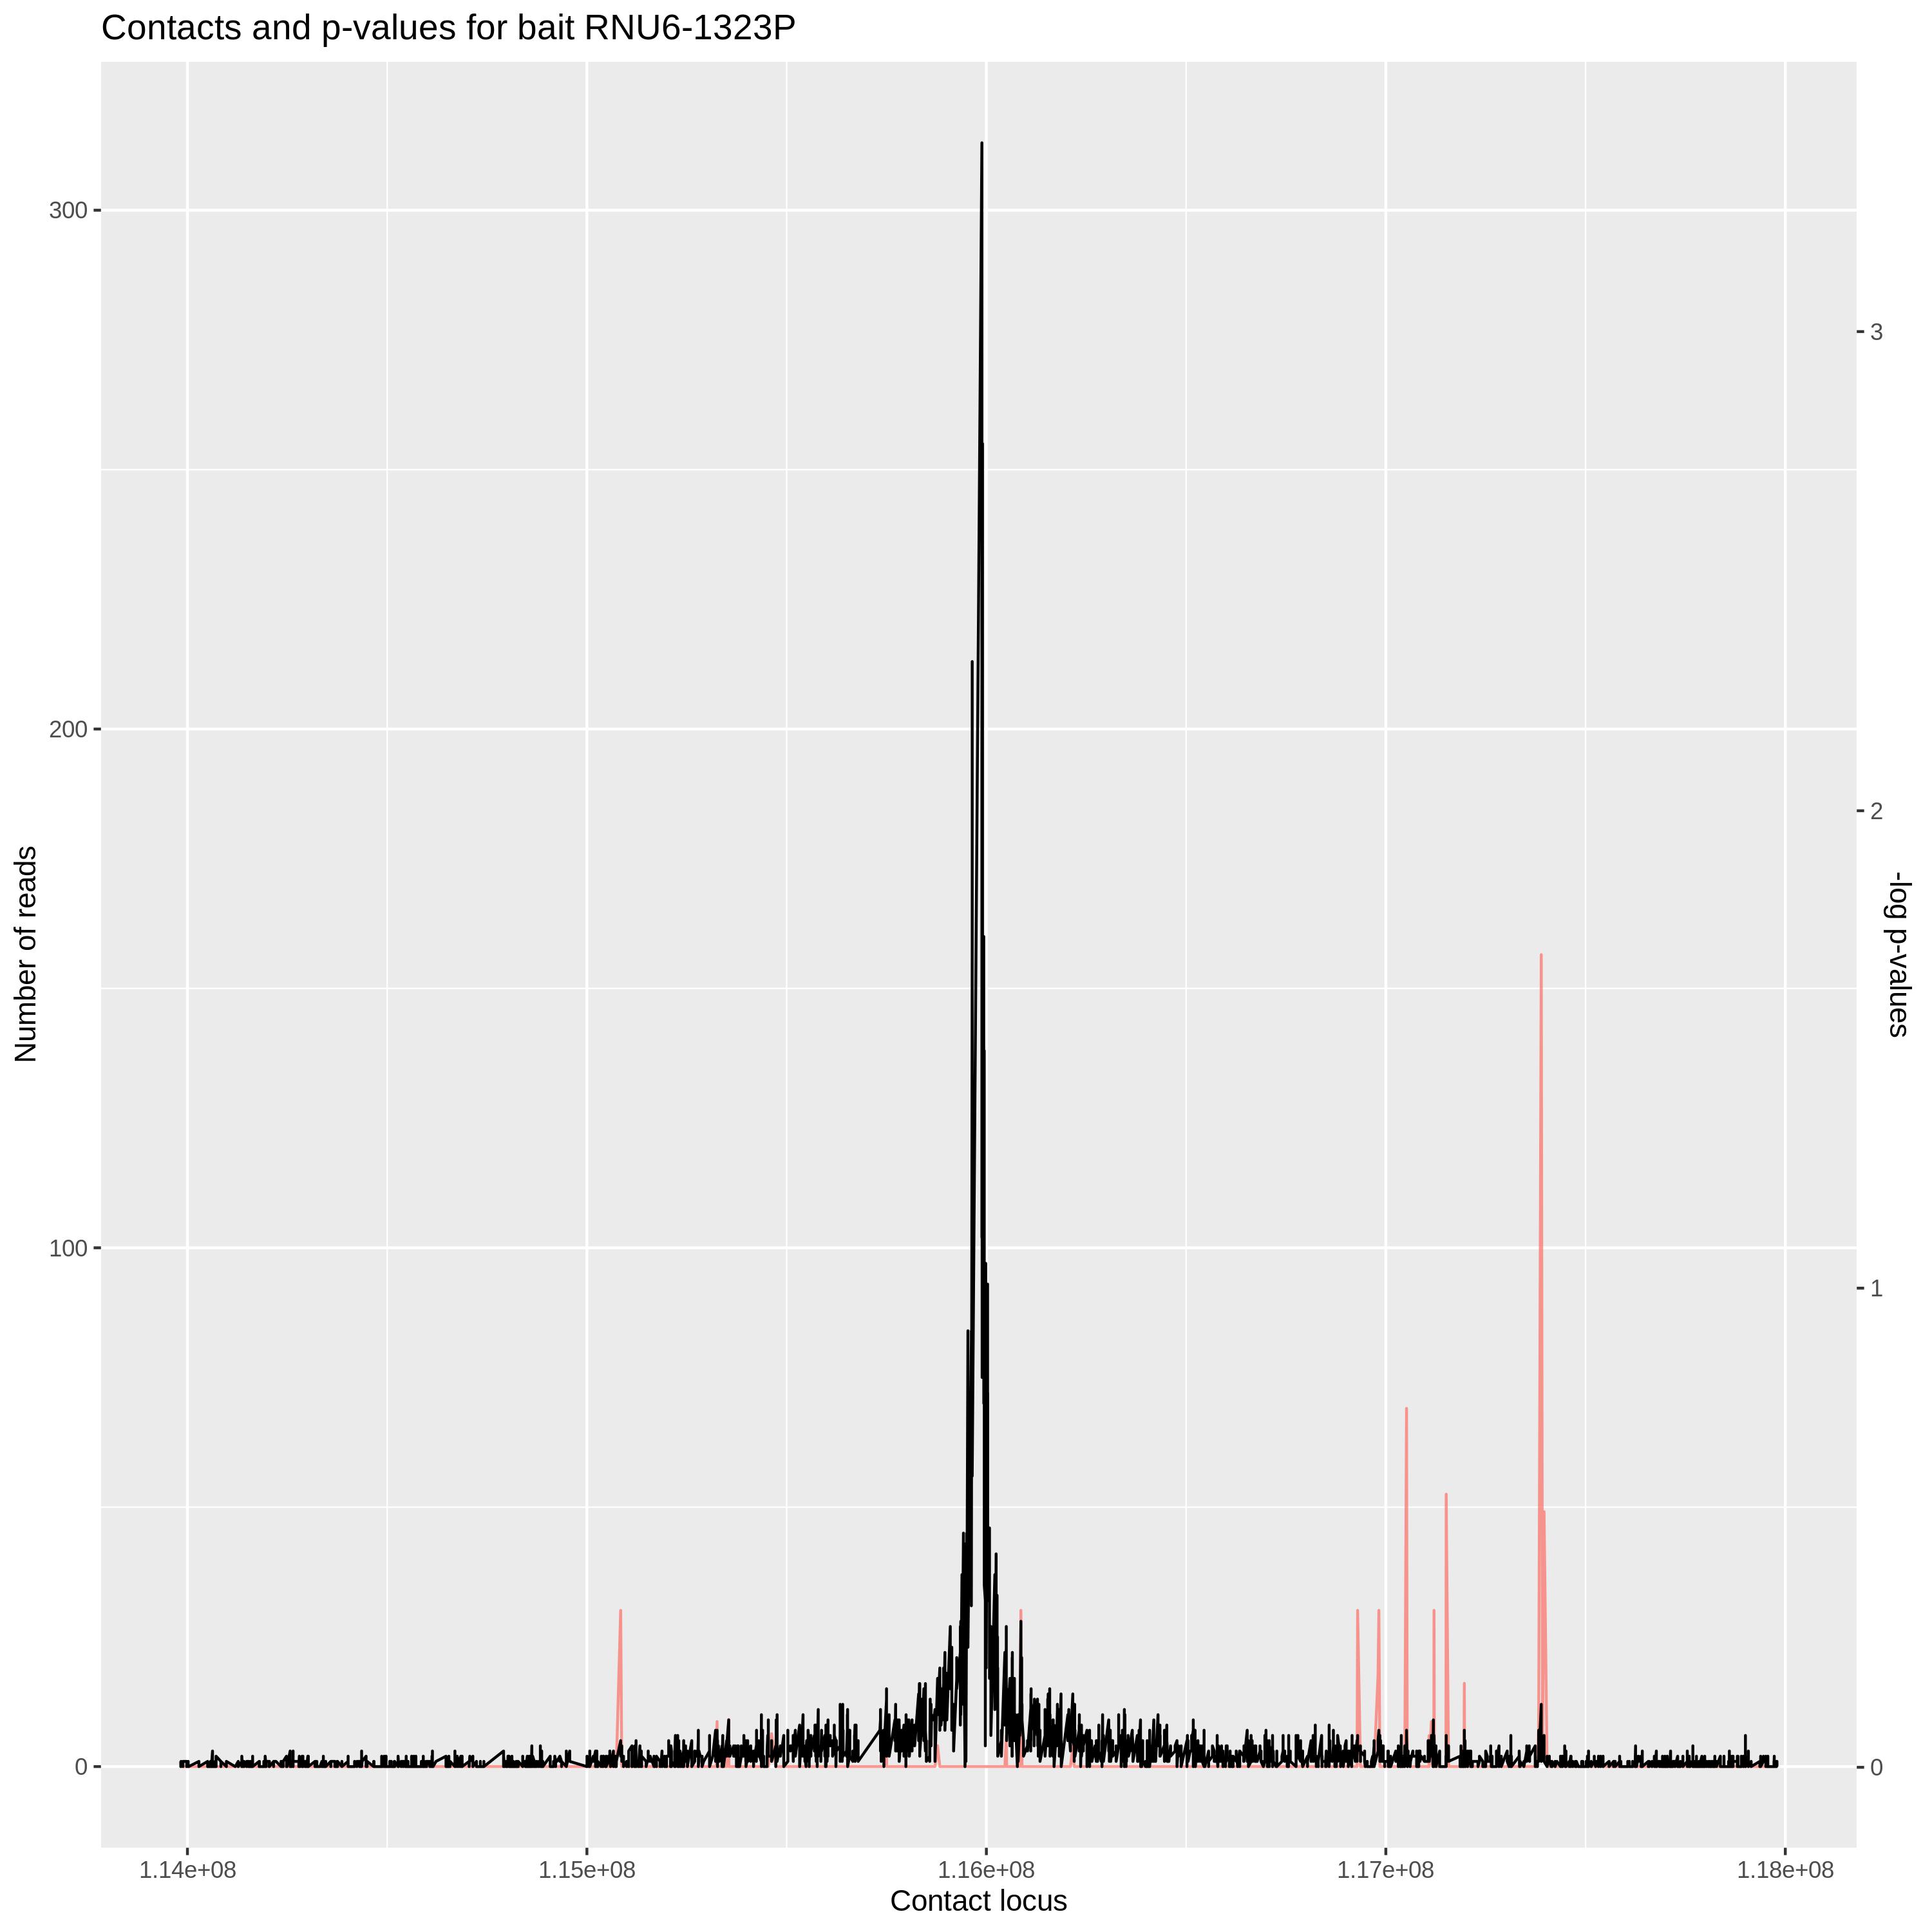 Contacts and p-values for bait RNU6-1323P
300
200
100
0
Number of reads
3
2
1
0
-log p-values
1.14e+08
1.15e+08
1.16e+08
1.17e+08
1.18e+08
Contact locus